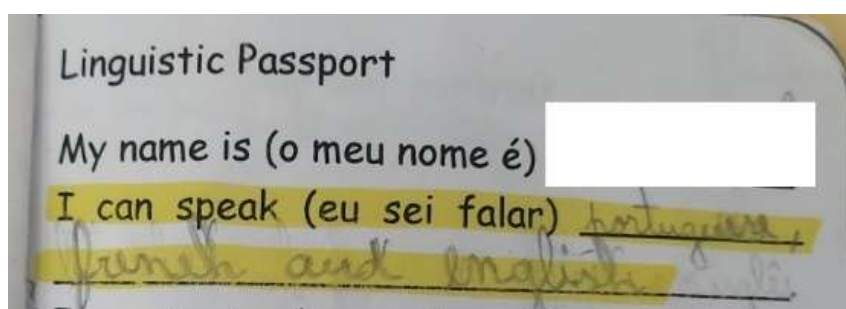 Linguistic Passport
My name is (o meu nome é)
I can speak (eu sei falar) portuguese,
french and english